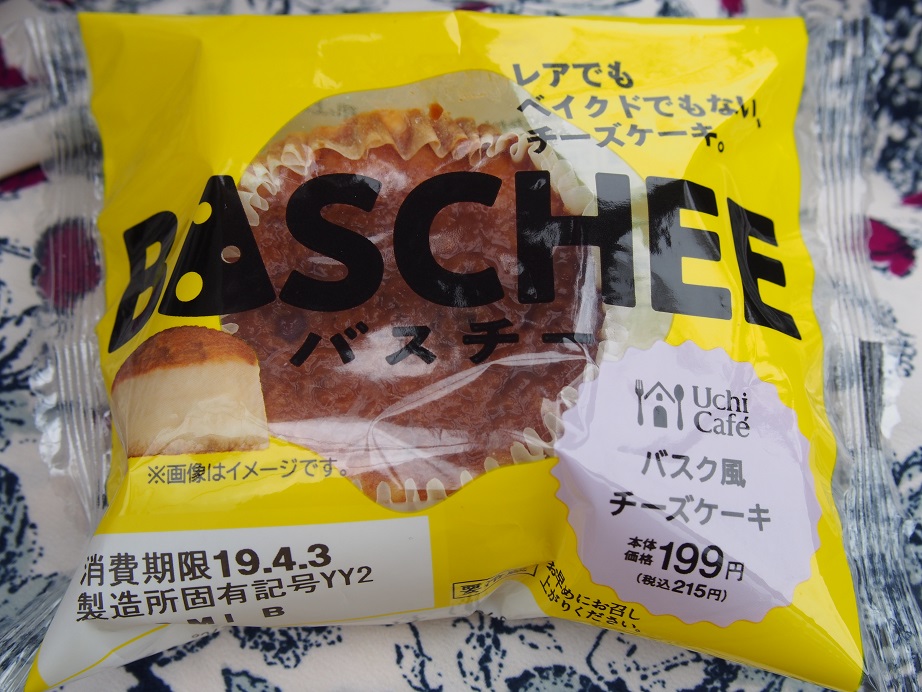 レアでも
ベイクドでもない、
チーズケーキ。
BASCHEE
バスチー
Uchi
Café
バスク風
チーズケーキ
本体
価格 199円
(税込215円)
※画像はイメージです。
消費期限19.4.3
製造所固有記号YY2
お早めにお召し
上がりください。